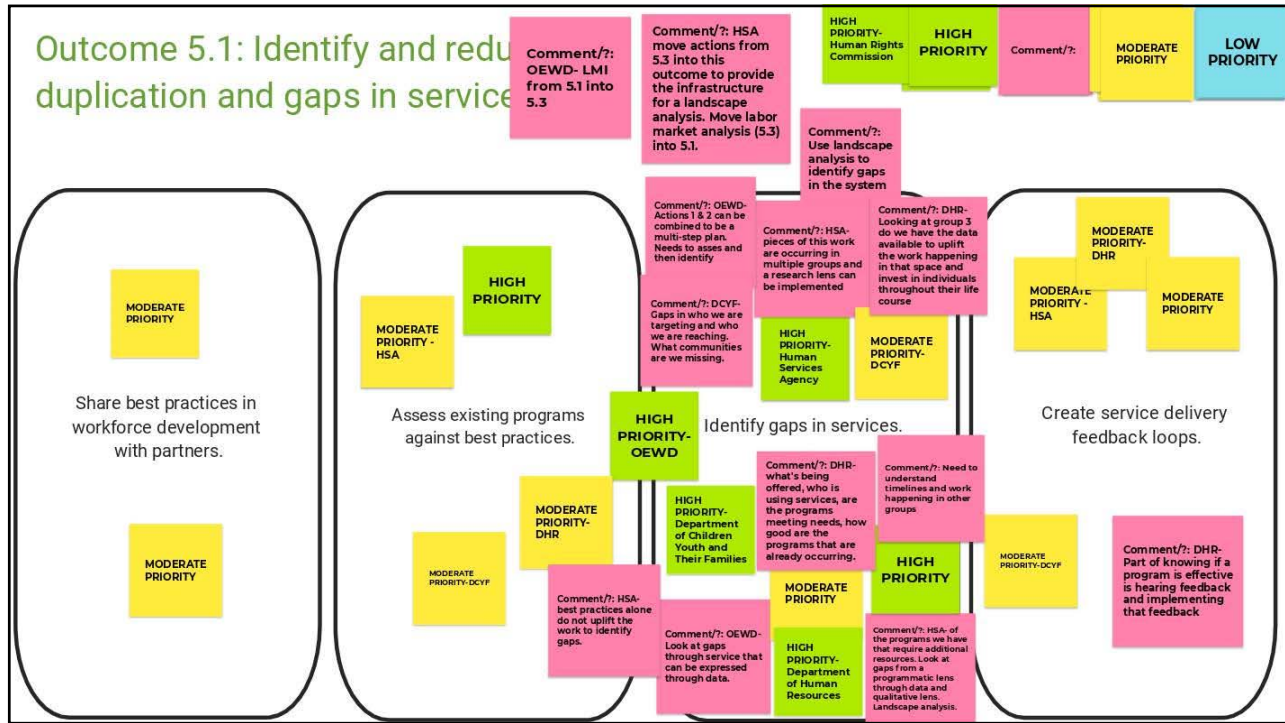 Outcome 5.1: Identify and redu
duplication and gaps in service
Comment/?:
OEWD- LMI
from 5.1 into
5.3
Comment/?: HSA
move actions from
5.3 into this
outcome to provide
the infrastructure
for a landscape
analysis. Move labor
market analysis (5.3)
into 5.1.
HIGH
PRIORITY-
Human Rights
Commission
HIGH
PRIORITY
Comment/?:
MODERATE
PRIORITY
LOW
PRIORITY
Comment/?:
Use landscape
analysis to
identify gaps
in the system
MODERATE
PRIORITY
Share best practices in
workforce development
with partners.
MODERATE
PRIORITY
HIGH
PRIORITY
MODERATE
PRIORITY -
HSA
Assess existing programs
against best practices.
HIGH
PRIORITY-
OEWD
MODERATE
PRIORITY-
DHR
MODERATE
PRIORITY-DCYF
Comment/?: HSA-
best practices alone
do not uplift the
work to identify
gaps.
Comment/?: OEWD-
Actions 1 & 2 can be
combined to be a
multi-step plan.
Needs to asses and
then identify
Comment/?: HSA-
pieces of this work
are occurring in
multiple groups and
a research lens can
be implemented
Comment/?: DHR-
Looking at group 3
do we have the data
available to uplift
the work happening
in that space and
invest in individuals
throughout their life
course
Comment/?: DCYF-
Gaps in who we are
targeting and who
we are reaching.
What communities
are we missing.
HIGH
PRIORITY-
Human
Services
Agency
MODERATE
PRIORITY-
DCYF
Identify gaps in services.
HIGH
PRIORITY-
Department
of Children
Youth and
Their Families
Comment/?: DHR-
what's being
offered, who is
using services, are
the programs
meeting needs, how
good are the
programs that are
already occurring.
Comment/?: Need to
understand
timelines and work
happening in other
groups
HIGH
PRIORITY
MODERATE
PRIORITY
Comment/?: OEWD-
Look at gaps
through service that
can be expressed
through data.
HIGH
PRIORITY-
Department
of Human
Resources
Comment/?: HSA- of
the programs we have
that require additional
resources. Look at
gaps from a
programmatic lens
through data and
qualitative lens.
Landscape analysis.
MODERATE
PRIORITY-
DHR
MODERATE
PRIORITY -
HSA
MODERATE
PRIORITY
Create service delivery
feedback loops.
MODERATE
PRIORITY-DCYF
Comment/?: DHR-
Part of knowing if a
program is effective
is hearing feedback
and implementing
that feedback